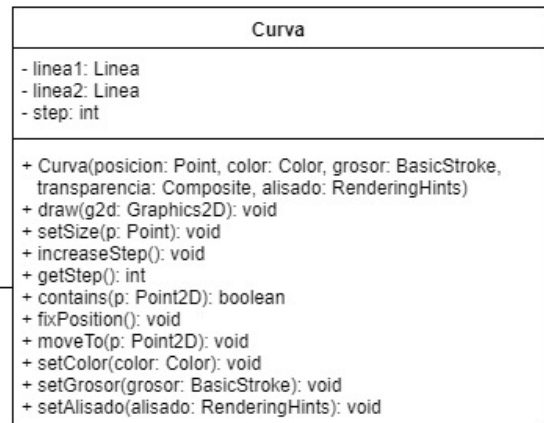 Curva
- linea1: Linea
- linea2: Linea
- step: int
+ Curva(posicion: Point, color: Color, grosor: BasicStroke,
transparencia: Composite, alisado: RenderingHints)
+ draw(g2d: Graphics2D): void
+ setSize(p: Point): void
+ increaseStep(): void
+ getStep(): int
+ contains(p: Point2D): boolean
+ fixPosition(): void
+ moveTo(p: Point2D): void
+ setColor(color: Color): void
+ setGrosor(grosor: BasicStroke): void
+ setAlisado(alisado: RenderingHints): void